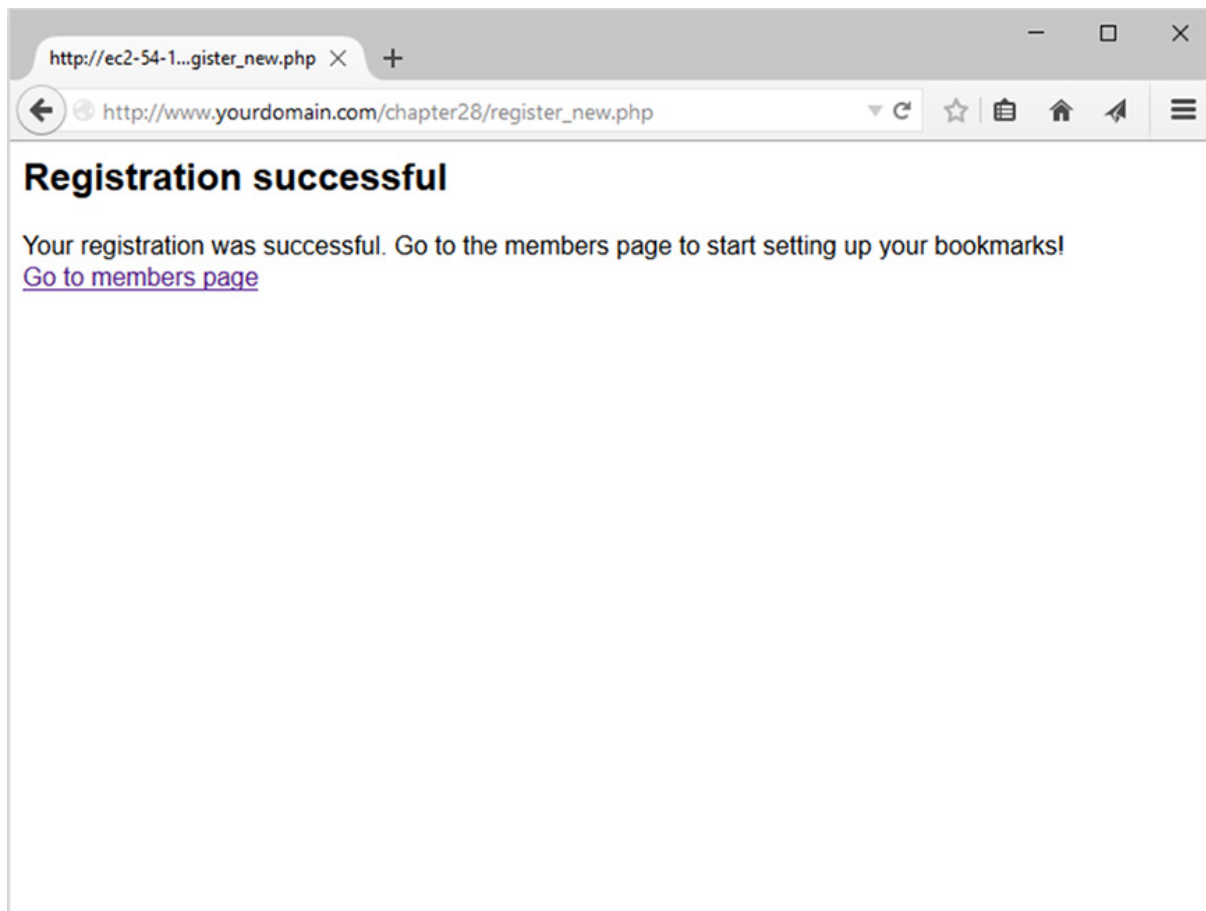 http://ec2-54-1...gister_new.php
http://www.yourdomain.com/chapter28/register_new.php
Registration successful
Your registration was successful. Go to the members page to start setting up your bookmarks!
Go to members page